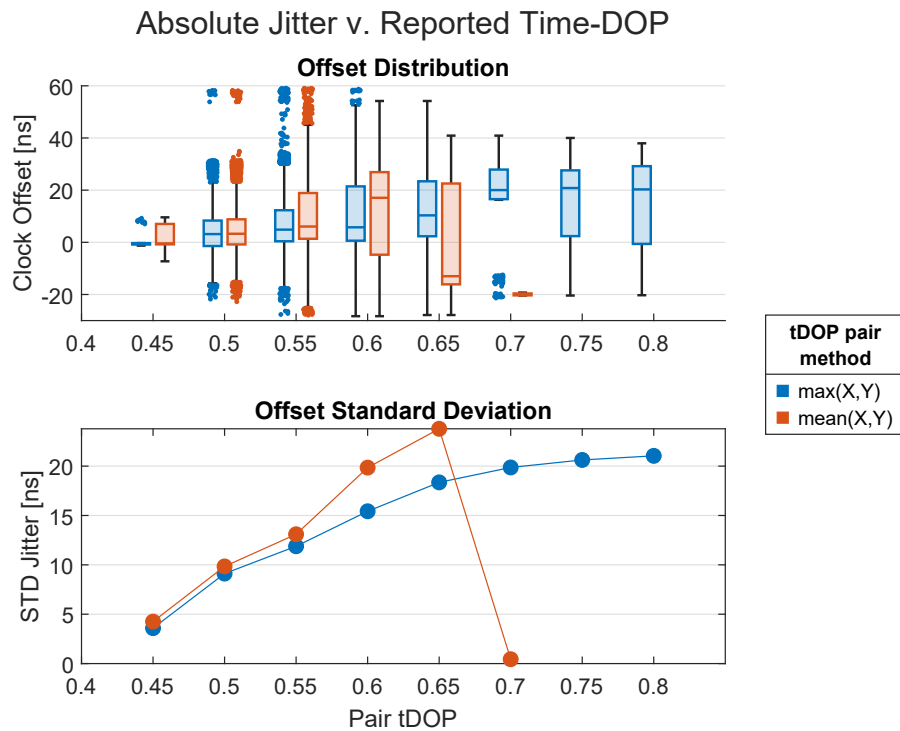 Absolute Jitter v. Reported Time-DOP
Offset Distribution
Clock Offset [ns]
60
40
20
0
-20
0.4 0.45 0.5 0.55 0.6 0.65 0.7 0.75 0.8
tDOP pair
method
max(X,Y)
mean(X,Y)
Offset Standard Deviation
STD Jitter [ns]
20
15
10
5
0
0.4 0.45 0.5 0.55 0.6 0.65 0.7 0.75 0.8
Pair tDOP